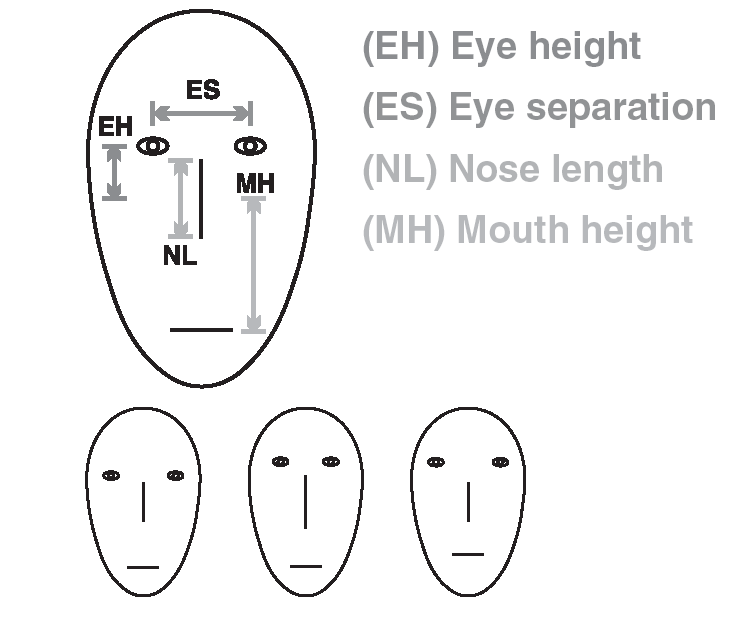 ES
EH
MH
NL
(EH) Eye height
(ES) Eye separation
(NL) Nose length
(MH) Mouth height